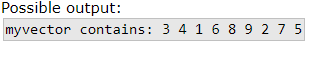 Possible output:
myvector contains: 3 4 1 6 8 9 2 7 5